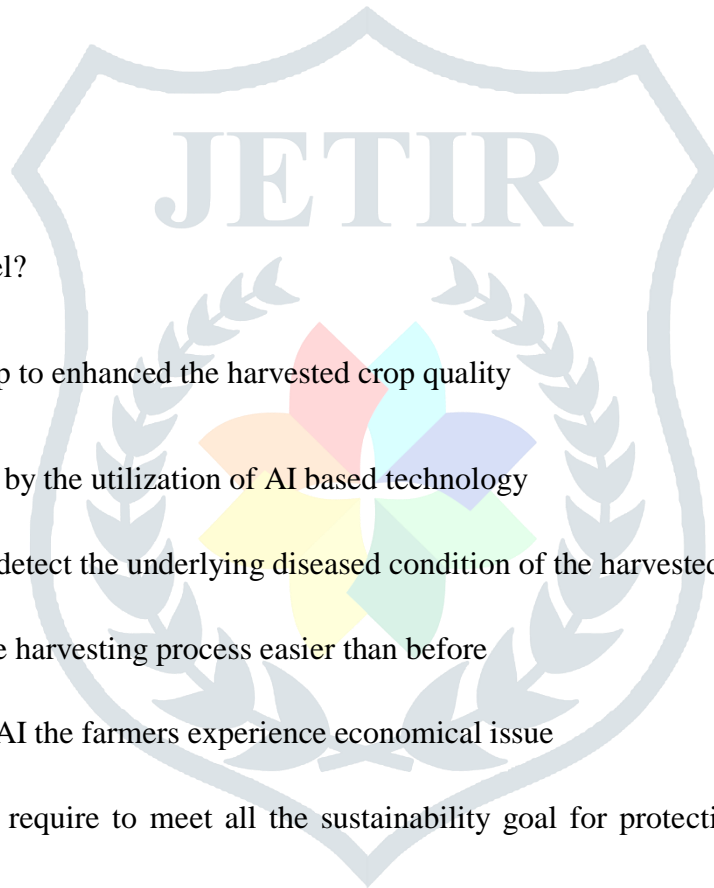 JETIR
el?
p to enhanced the harvested crop quality
by the utilization of AI based technology
detect the underlying diseased condition of the harvested
e harvesting process easier than before
AI the farmers experience economical issue
require to meet all the sustainability goal for protecti